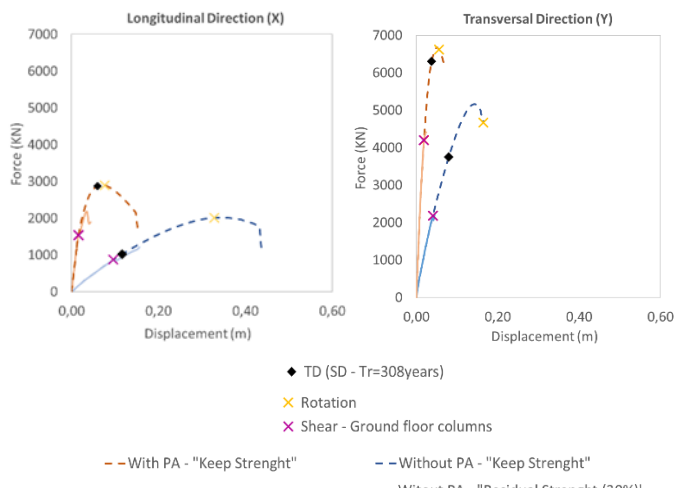 Longitudinal Direction (X)
7000
6000
5000
4000
3000
2000
1000
0
Force (KN)
0,00
0,20
0,40
0,60
Displacement (m)
Transversal Direction (Y)
7000
6000
5000
4000
3000
2000
1000
0
Force (KN)
0,00
0,20
0,40
0,60
Displacement (m)
TD (SD - Tr=308years)
Rotation
Shear - Ground floor columns
With PA - "Keep Strenght"
Without PA - "Keep Strenght"